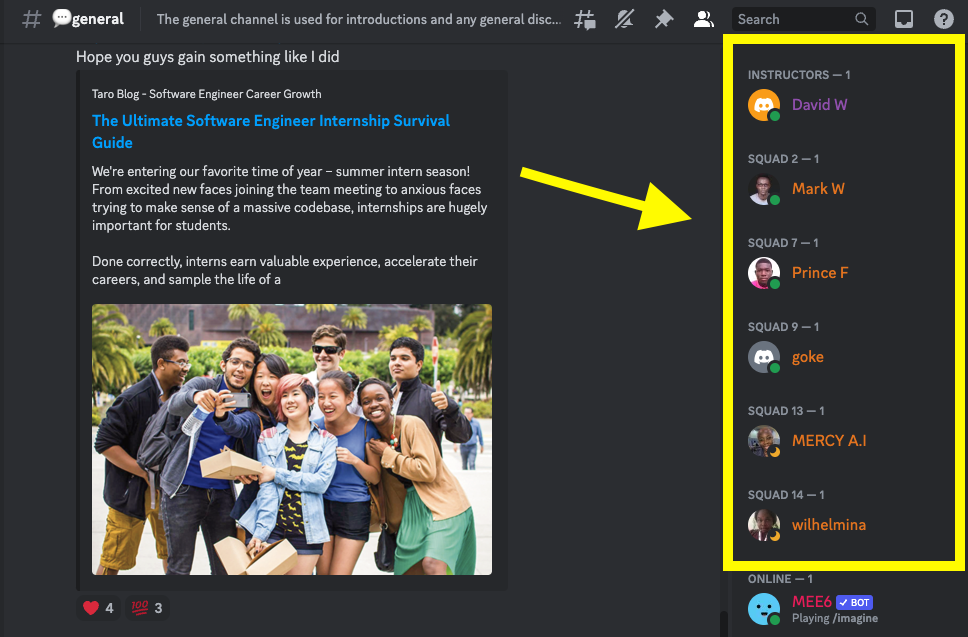 # 💬general
The general channel is used for introductions and any general disc...
Search
Hope you guys gain something like I did
Taro Blog - Software Engineer Career Growth
The Ultimate Software Engineer Internship Survival
Guide
We're entering our favorite time of year – summer intern season!
From excited new faces joining the team meeting to anxious faces
trying to make sense of a massive codebase, internships are hugely
important for students.
Done correctly, interns earn valuable experience, accelerate their
careers, and sample the life of a
❤️ 4
💯 3
INSTRUCTORS — 1
David W
SQUAD 2 — 1
Mark W
SQUAD 7 — 1
Prince F
SQUAD 9 — 1
goke
SQUAD 13 — 1
MERCY A.I
SQUAD 14 — 1
wilhelmina
ONLINE — 1
MEE6 ✓ BOT
Playing /imagine